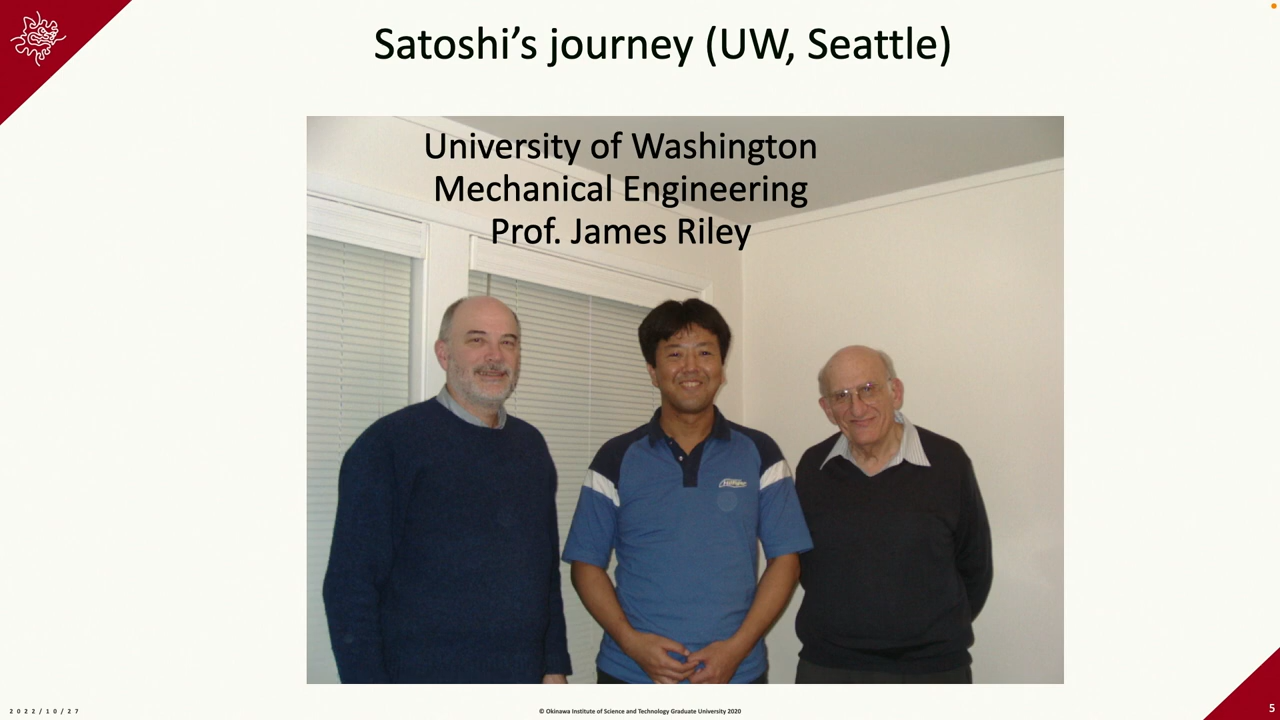 Satoshi’s journey (UW, Seattle)
University of Washington
Mechanical Engineering
Prof. James Riley
2022/10/27
© Okinawa Institute of Science and Technology Graduate University 2020
5